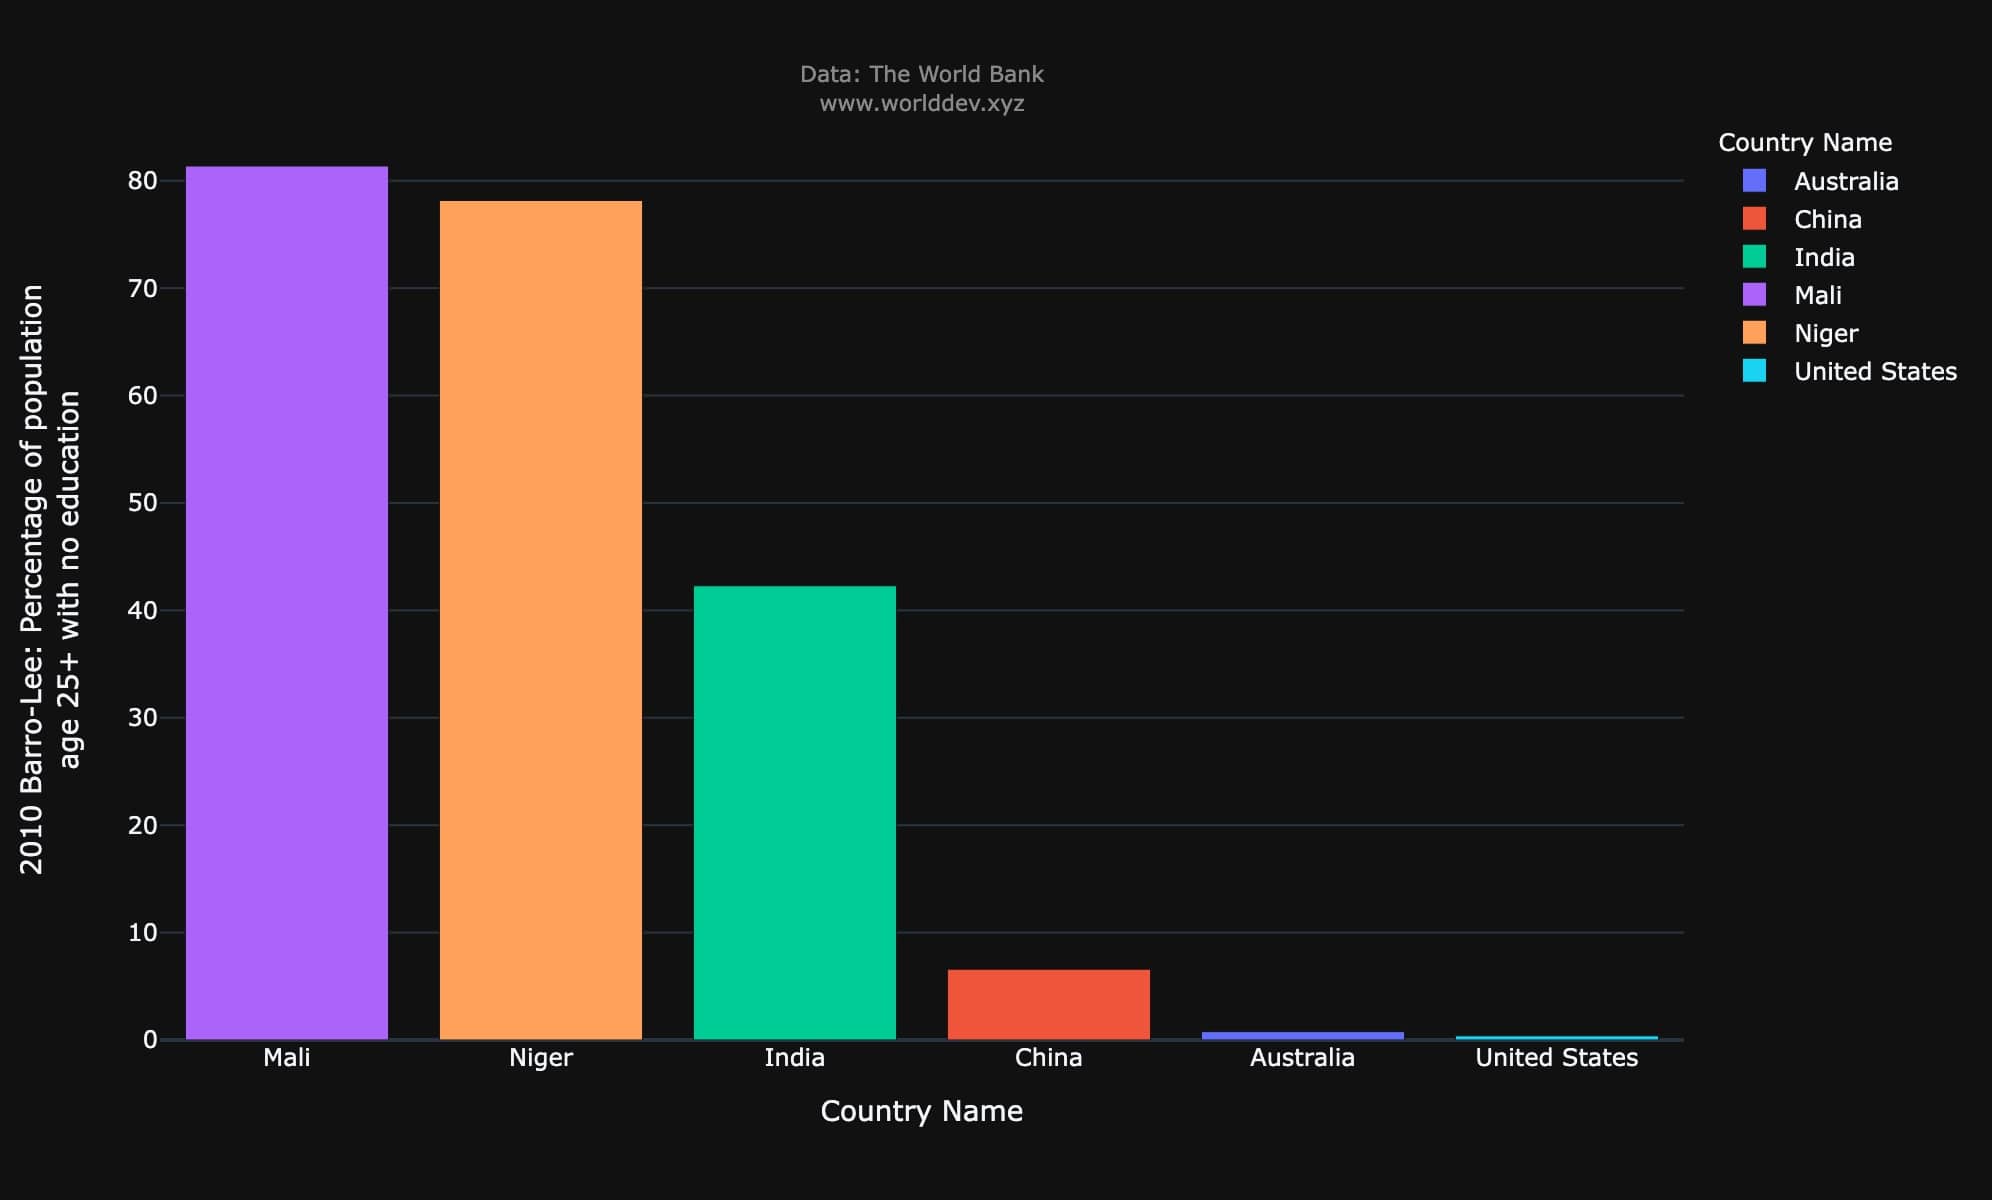 Data: The World Bank
www.worlddev.xyz
Country Name
Australia
China
India
Mali
Niger
United States
2010 Barro-Lee: Percentage of population
age 25+ with no education
80
70
60
50
40
30
20
10
0
Mali
Niger
India
China
Australia
United States
Country Name